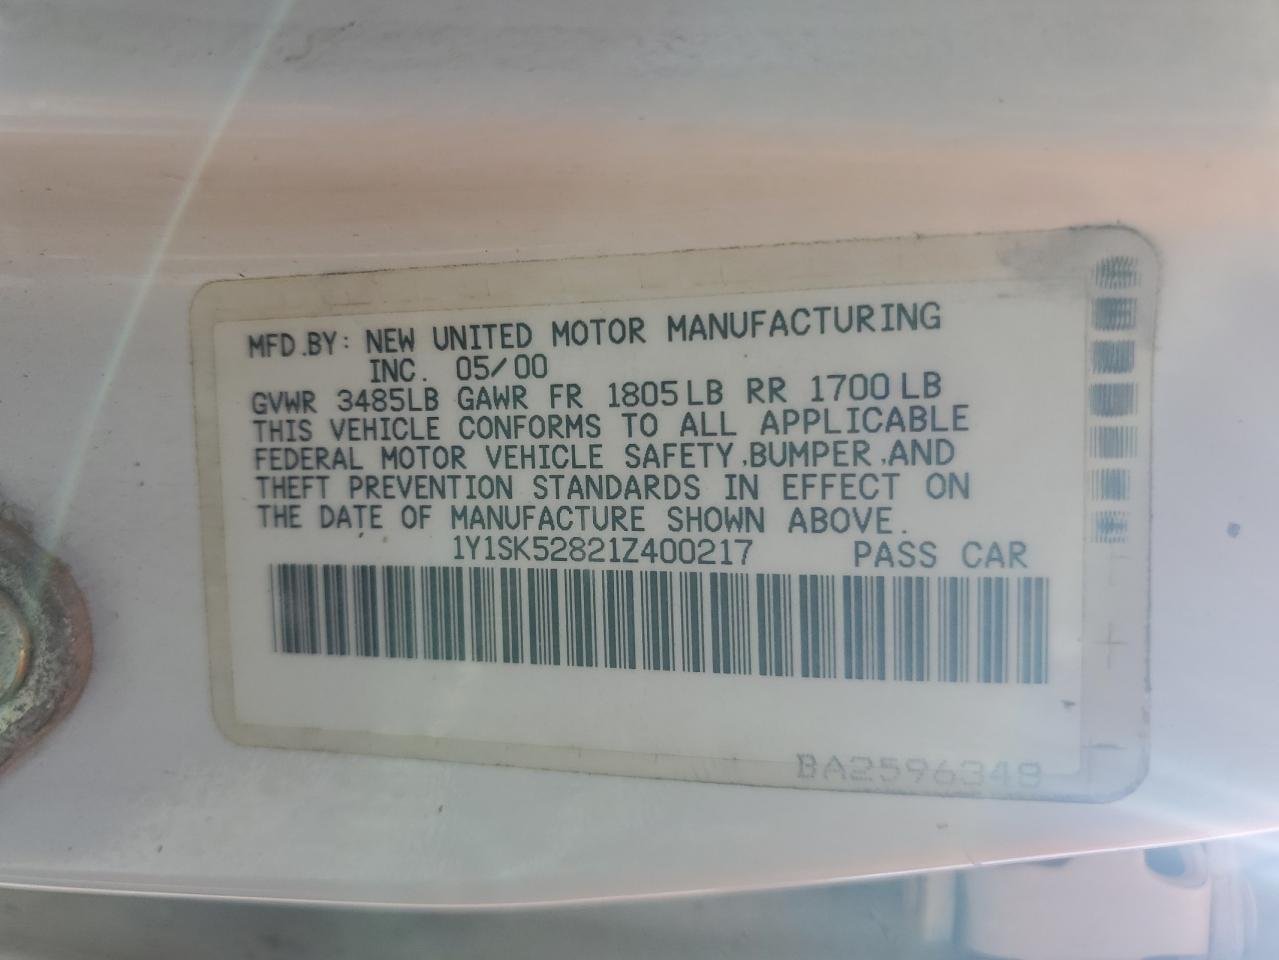 MFD.BY: NEW UNITED MOTOR MANUFACTURING
INC. 05/00
GVWR 3485LB GAWR FR 1805LB RR 1700LB
THIS VEHICLE CONFORMS TO ALL APPLICABLE
FEDERAL MOTOR VEHICLE SAFETY,BUMPER,AND
THEFT PREVENTION STANDARDS IN EFFECT ON
THE DATE OF MANUFACTURE SHOWN ABOVE.
1Y1SK52821Z400217 PASS CAR
BA2596348